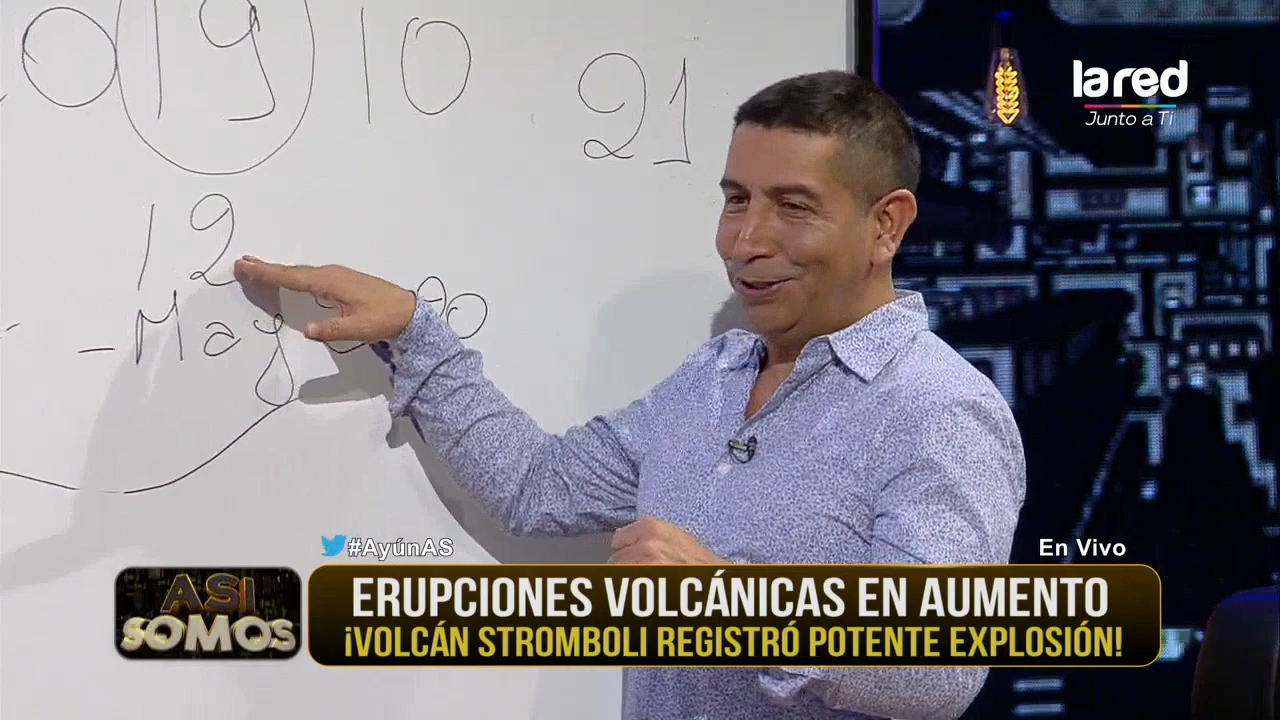 19 10
21
la red
Junto a Tí
12
- May
#AyúnAS
En Vivo
ASI
SOMOS
ERUPCIONES VOLCÁNICAS EN AUMENTO
¡VOLCÁN STROMBOLI REGISTRÓ POTENTE EXPLOSIÓN!